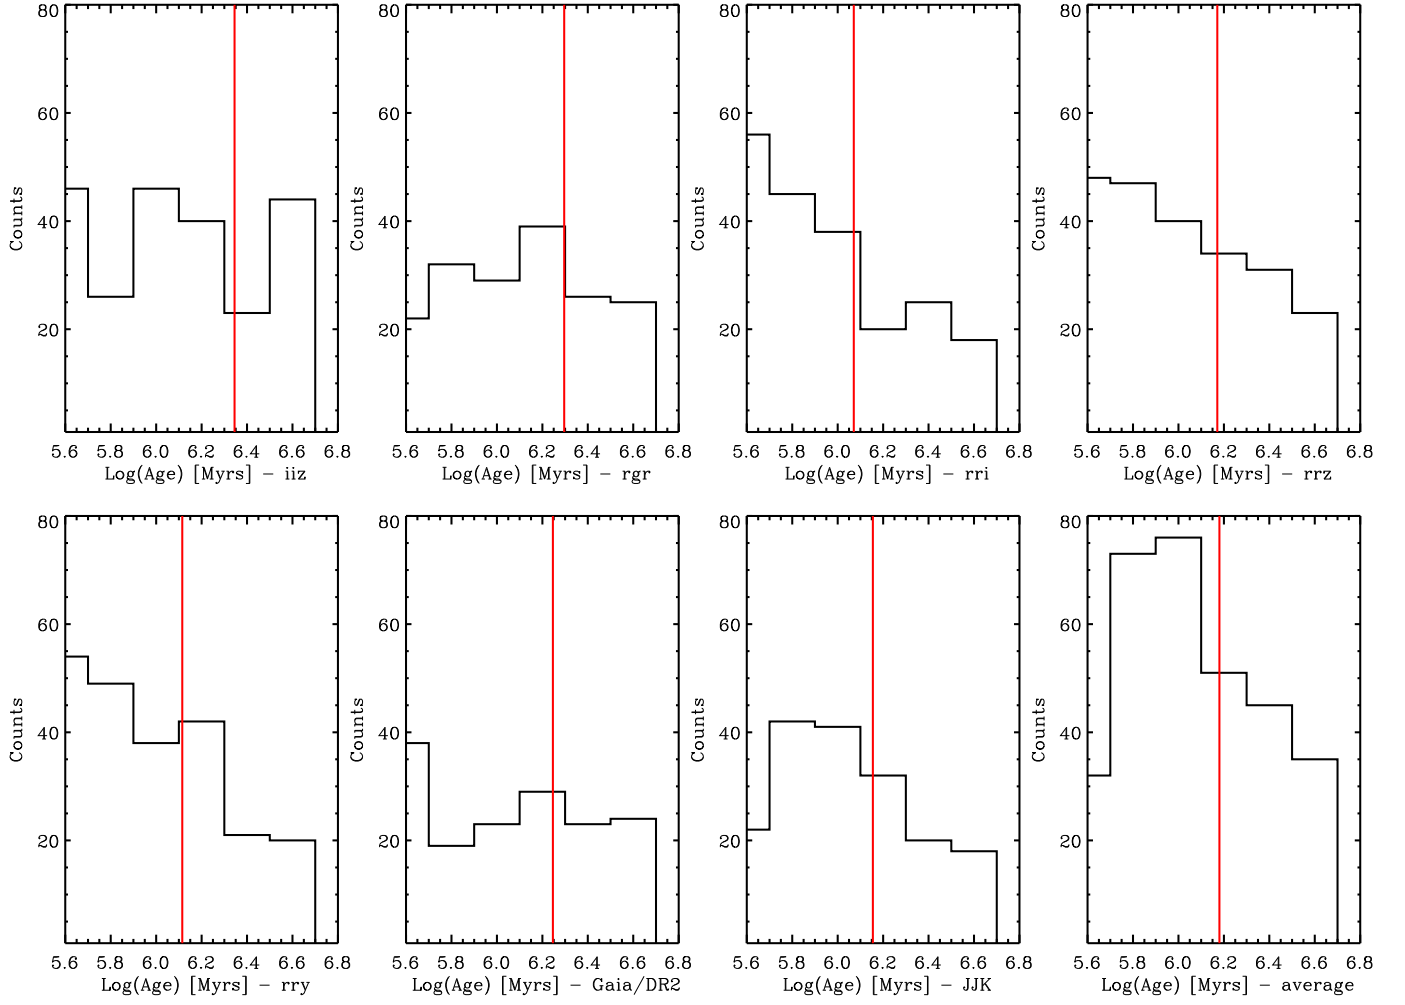 80 80 80 80
60 60 60 60
Counts Counts Counts Counts
40 40 40 40
20 20 20 20
5.6 5.8 6.0 6.2 6.4 6.6 6.8 5.6 5.8 6.0 6.2 6.4 6.6 6.8 5.6 5.8 6.0 6.2 6.4 6.6 6.8 5.6 5.8 6.0 6.2 6.4 6.6 6.8
Log(Age) [Myrs] – iiz Log(Age) [Myrs] – rgr Log(Age) [Myrs] – rri Log(Age) [Myrs] – rrz
80 80 80 80
60 60 60 60
Counts Counts Counts Counts
40 40 40 40
20 20 20 20
5.6 5.8 6.0 6.2 6.4 6.6 6.8 5.6 5.8 6.0 6.2 6.4 6.6 6.8 5.6 5.8 6.0 6.2 6.4 6.6 6.8 5.6 5.8 6.0 6.2 6.4 6.6 6.8
Log(Age) [Myrs] – rry Log(Age) [Myrs] – Gaia/DR2 Log(Age) [Myrs] – JJK Log(Age) [Myrs] – average